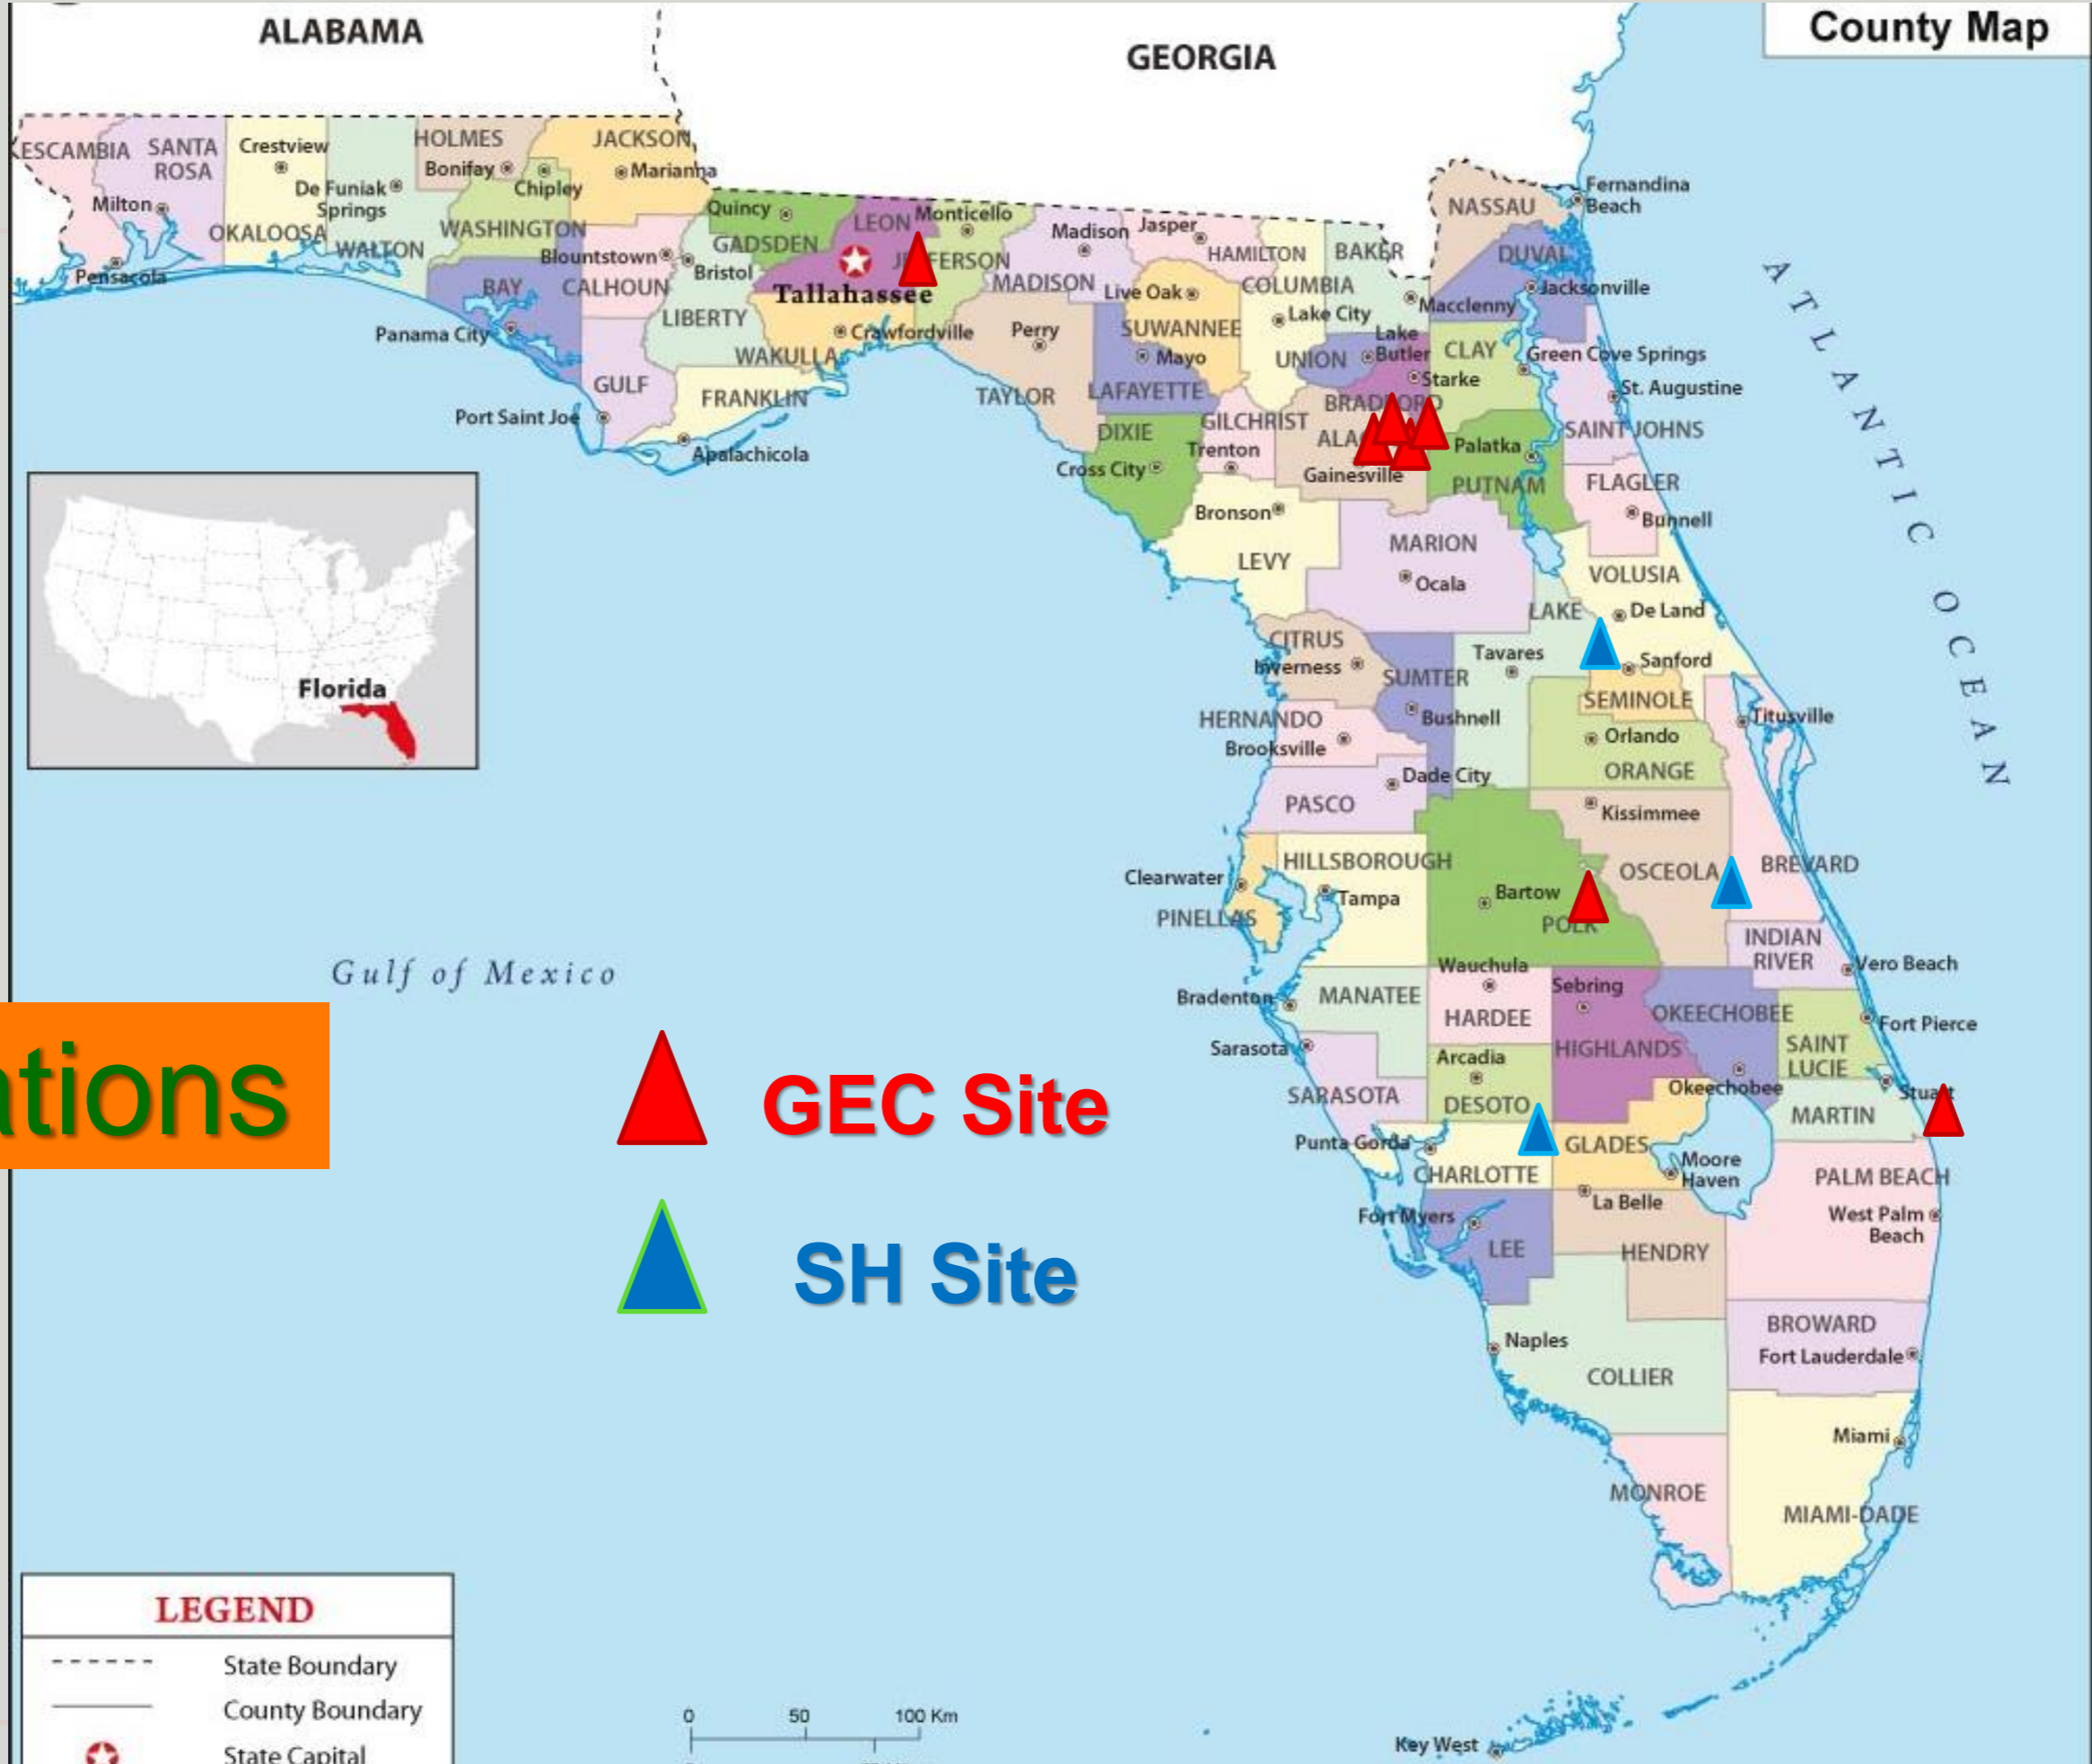 ALABAMA
GEORGIA
County Map
ESCAMBIA
SANTA
ROSA
Crestview
HOLMES
JACKSON
Bonifay
Marianna
De Funiak
Springs
Chipley
Milton
OKALOOSA
WALTON
WASHINGTON
Quincy
LEON
Monticello
GADSDEN
Blountstown
Bristol
Pensacola
BAY
CALHOUN
Tallahassee
JEFFERSON
MADISON
Madison
Jasper
HAMILTON
BAKER
NASSAU
Fernandina
Beach
DUVAL
Jacksonville
Live Oak
COLUMBIA
Macclenny
LIBERTY
Panama City
Crawfordville
Perry
SUWANNEE
Lake City
Lake
Butler
WAKULLA
Mayo
UNION
CLAY
Green Cove Springs
GULF
FRANKLIN
TAYLOR
LAFAYETTE
Starke
St. Augustine
BRADFORD
Port Saint Joe
DIXIE
GILCHRIST
ALAC
SAINT JOHNS
Apalachicola
Trenton
Palatka
Cross City
Gainesville
PUTNAM
FLAGLER
Bronson
Bunnell
LEVY
MARION
Ocala
VOLUSIA
LAKE
De Land
ATLANTIC OCEAN
CITRUS
Inverness
SUMTER
Tavares
Sanford
Florida
SEMINOLE
HERNANDO
Bushnell
Titusville
Brooksville
Orlando
Dade City
ORANGE
PASCO
Kissimmee
HILLSBOROUGH
OSCEOLA
BREVARD
Clearwater
Tampa
Bartow
PINELLAS
POLK
INDIAN
RIVER
Gulf of Mexico
Wauchula
Vero Beach
Bradenton
MANATEE
Sebring
HARDEE
OKEECHOBEE
Fort Pierce
Sarasota
Arcadia
HIGHLANDS
SAINT
LUCIE
ations
GEC Site
SARASOTA
DESOTO
Okeechobee
Stuart
MARTIN
Punta Gorda
GLADES
Moore
Haven
CHARLOTTE
PALM BEACH
La Belle
Fort Myers
West Palm
Beach
SH Site
LEE
HENDRY
BROWARD
Naples
Fort Lauderdale
COLLIER
Miami
MONROE
MIAMI-DADE
LEGEND
State Boundary
County Boundary
State Capital
0 50 100 Km
Key West